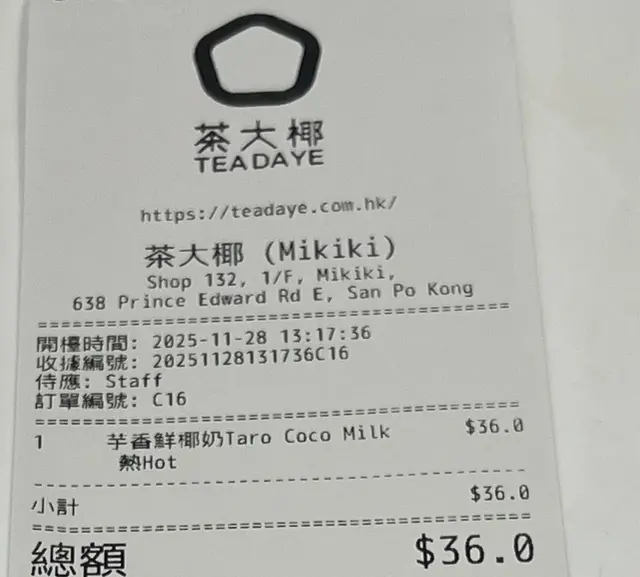 茶大椰
TEADAYE
https://teadaye.com.hk/
茶大椰 (Mikiki)
Shop 132, 1/F, Mikiki,
638 Prince Edward Rd E, San Po Kong
開檯時間: 2025-11-28 13:17:36
收據編號: 20251128131736C16
侍應: Staff
訂單編號: C16
1 芋香鮮椰奶Taro Coco Milk $36.0
熱Hot
小計 $36.0
總額 $36.0